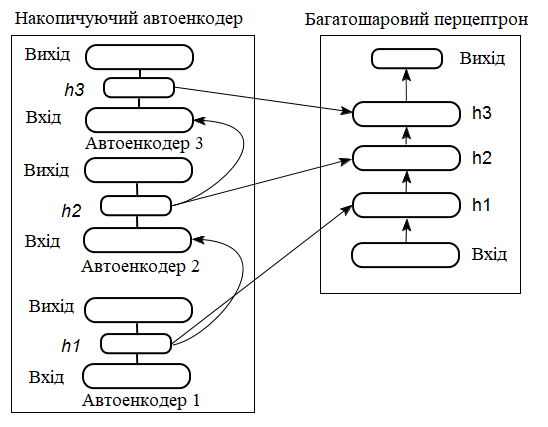 Накопичуючий автоенкодер
Вихід
h3
Вхід
Автоенкодер 3
Вихід
h2
Вхід
Автоенкодер 2
Вихід
h1
Вхід
Автоенкодер 1
Багатошаровий перцептрон
Вихід
h3
h2
h1
Вхід